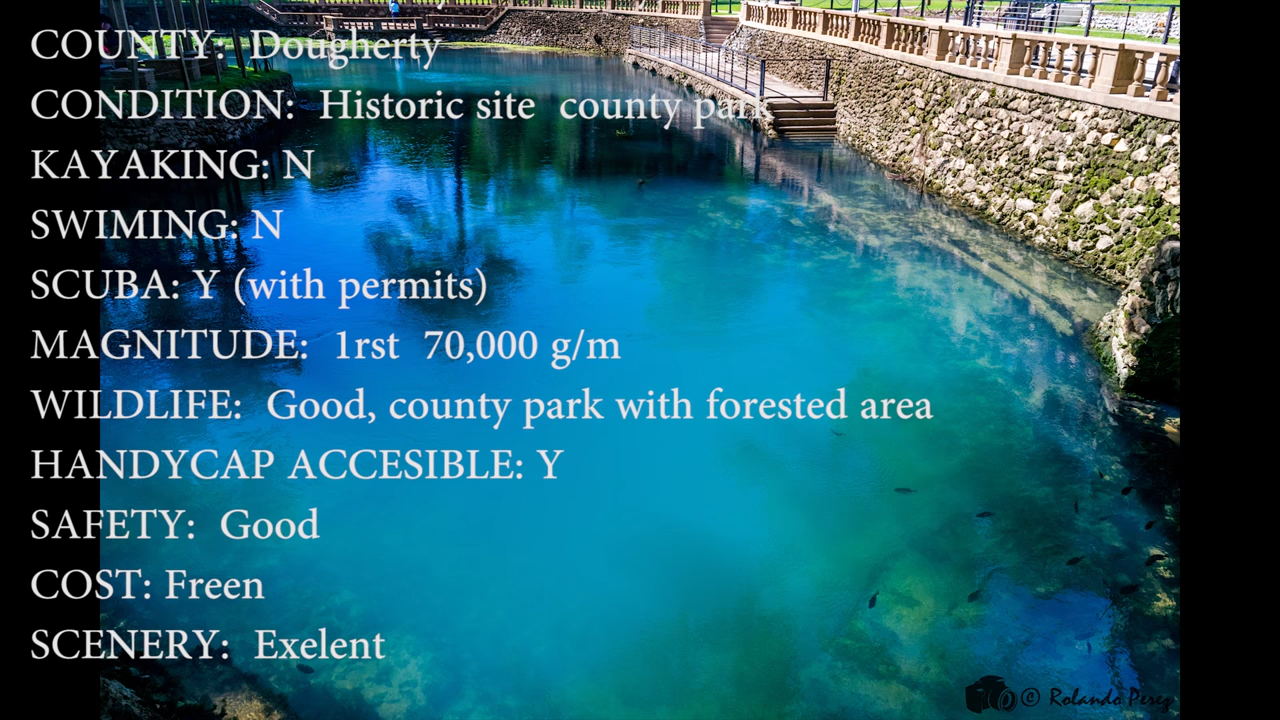 COUNTY: Dougherty
CONDITION: Historic site county park
KAYAKING: N
SWIMING: N
SCUBA: Y (with permits)
MAGNITUDE: 1rst 70,000 g/m
WILDLIFE: Good, county park with forested area
HANDYCAP ACCESIBLE: Y
SAFETY: Good
COST: Freen
SCENERY: Exelent
© Rolando Perez